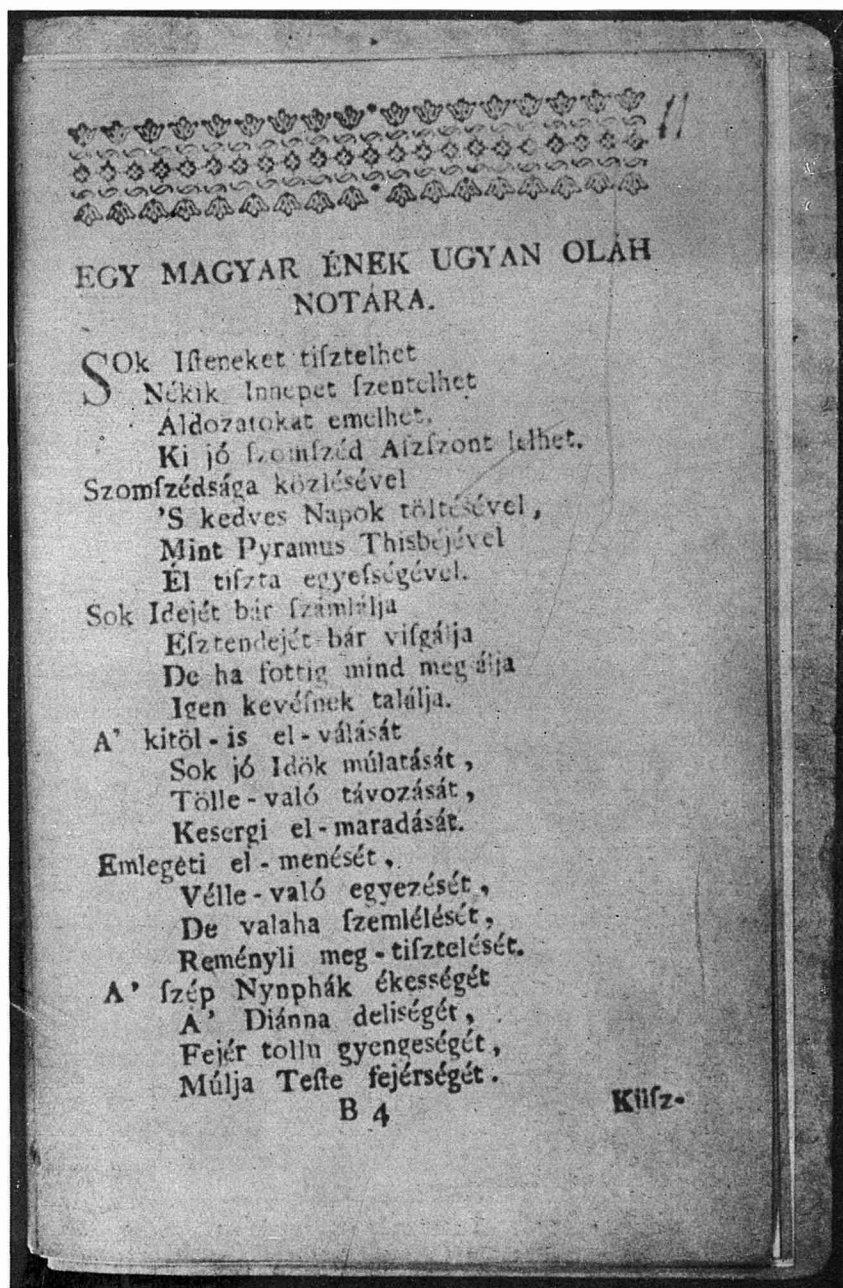 11
EGY MAGYAR ÉNEK UGYAN OLÁH
NOTÁRA.
SOk Iſteneket tiſztelhet
Nékik Innepet ſzentelhet
Áldozatokat emelhet,
Ki jó ſzomſzéd Aſzſzont lelhet.
Szomſzédsága közlésével
'S kedves Napok töltésével,
Mint Pyramus Thisbéjével
Él tiſzta egyeſségével.
Sok Idejét bár ſzámlálja
Eſztendejét bár viſgálja
De ha ſottig mind meg-álja
Igen kevéſnek találja.
A' kitöl-is el-válását
Sok jó Idök múlatását,
Tölle-való távozását,
Kesergi el-maradását.
Emlegeti el-menését,
Vélle-való egyezését,
De valaha ſzemlélését,
Reményli meg-tiſztelését.
A' ſzép Nynphák ékességét
A' Diánna deliségét,
Fejér tollu gyengeségét,
Múlja Teſte fejérségét.
B 4
Küſz-